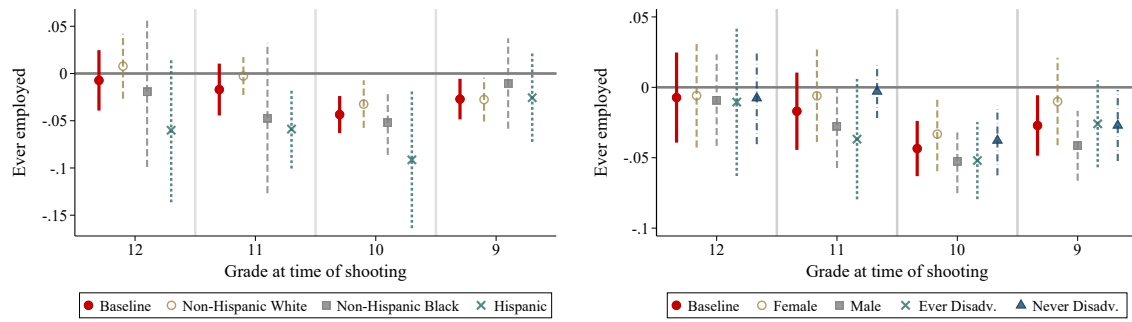 .05
0
-.05
-.1
-.15
Ever employed
12 11 10 9
Grade at time of shooting
Baseline Non-Hispanic White Non-Hispanic Black Hispanic
.05
0
-.05
-.1
Ever employed
12 11 10 9
Grade at time of shooting
Baseline Female Male Ever Disadv. Never Disadv.